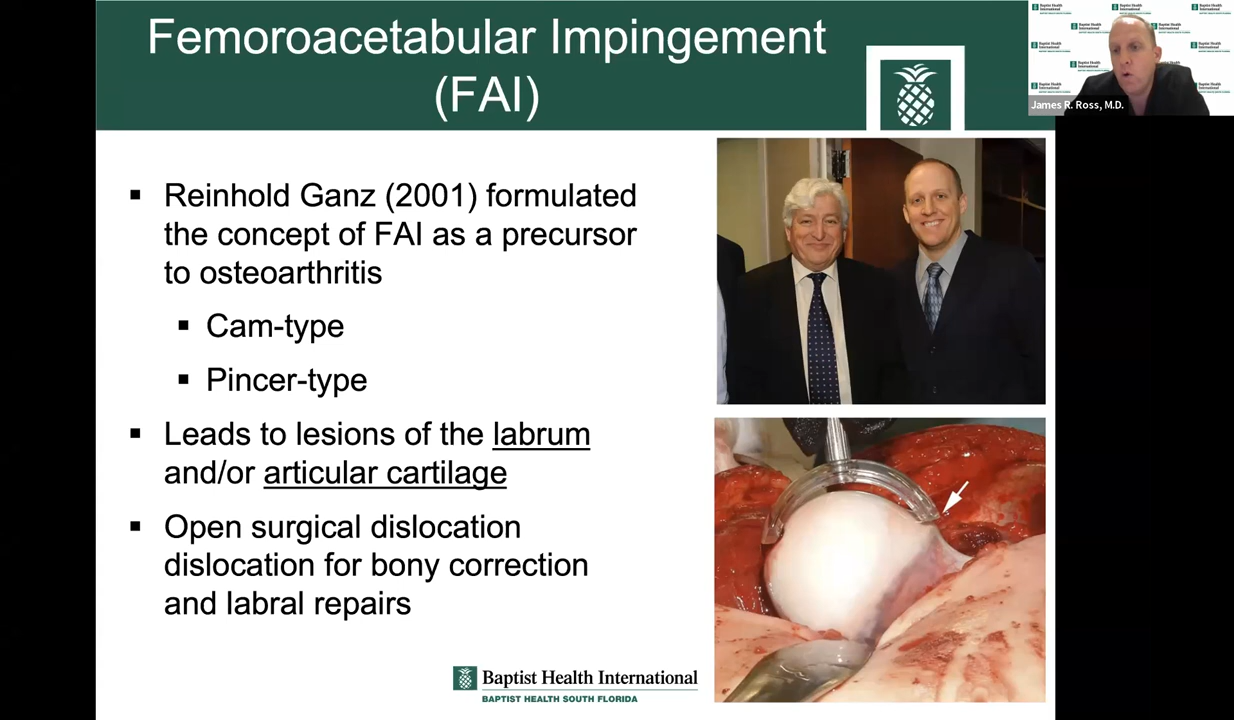 Femoroacetabular Impingement
(FAI)
James R. Ross, M.D.
Reinhold Ganz (2001) formulated
the concept of FAI as a precursor
to osteoarthritis
Cam-type
Pincer-type
Leads to lesions of the labrum
and/or articular cartilage
Open surgical dislocation
dislocation for bony correction
and labral repairs
Baptist Health International
BAPTIST HEALTH SOUTH FLORIDA